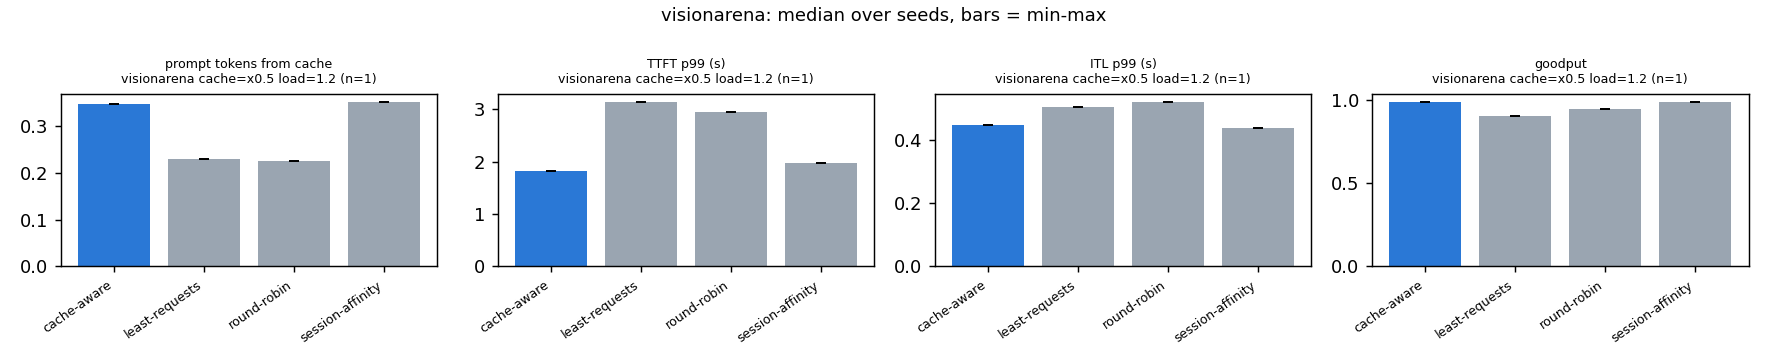 visionarena: median over seeds, bars = min-max
prompt tokens from cache
visionarena cache=x0.5 load=1.2 (n=1)
0.3
0.2
0.1
0.0
cache-aware
least-requests
round-robin
session-affinity
TTFT p99 (s)
visionarena cache=x0.5 load=1.2 (n=1)
3
2
1
0
cache-aware
least-requests
round-robin
session-affinity
ITL p99 (s)
visionarena cache=x0.5 load=1.2 (n=1)
0.4
0.2
0.0
cache-aware
least-requests
round-robin
session-affinity
goodput
visionarena cache=x0.5 load=1.2 (n=1)
1.0
0.5
0.0
cache-aware
least-requests
round-robin
session-affinity